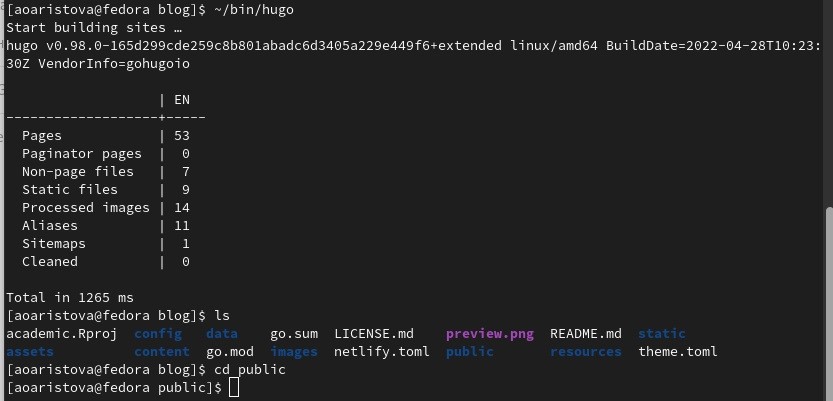 [aoaristova@fedora blog]$ ~/bin/hugo
Start building sites …
hugo v0.98.0-165d299cde259c8b801abadc6d3405a229e449f6+extended linux/amd64 BuildDate=2022-04-28T10:23:
30Z VendorInfo=gohugoio
                   | EN
-------------------+-----
  Pages            | 53
  Paginator pages  |  0
  Non-page files   |  7
  Static files     |  9
  Processed images | 14
  Aliases          | 11
  Sitemaps         |  1
  Cleaned          |  0
Total in 1265 ms
[aoaristova@fedora blog]$ ls
academic.Rproj  config   data    go.sum  LICENSE.md    preview.png  README.md  static
assets          content  go.mod  images  netlify.toml  public       resources  theme.toml
[aoaristova@fedora blog]$ cd public
[aoaristova@fedora public]$